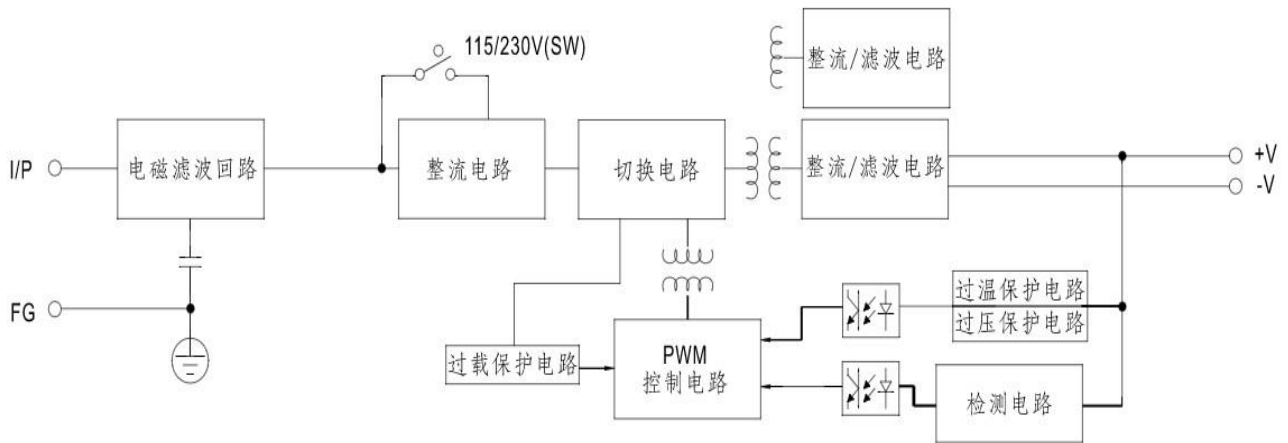 115/230V(SW)
整流/滤波电路
I/P
电磁滤波回路
整流电路
切换电路
整流/滤波电路
+V
-V
FG
过温保护电路
过压保护电路
过载保护电路
PWM
控制电路
检测电路